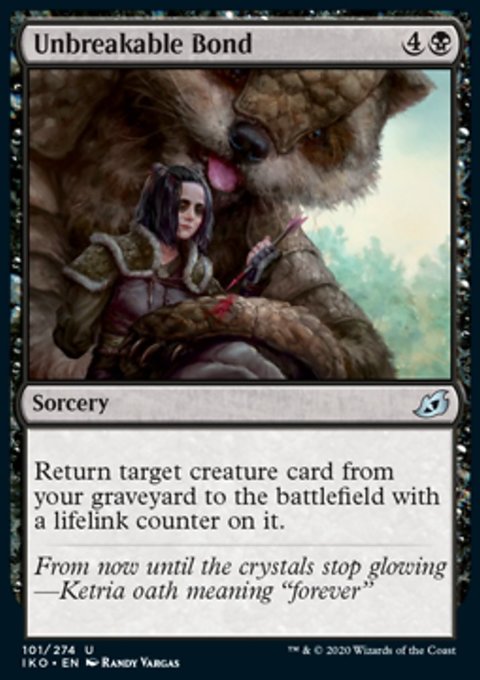 Unbreakable Bond 4
Sorcery
Return target creature card from
your graveyard to the battlefield with
a lifelink counter on it.
From now until the crystals stop glowing
—Ketria oath meaning “forever”
101/274 U
IKO • EN RANDY VARGAS
™ & © 2020 Wizards of the Coast